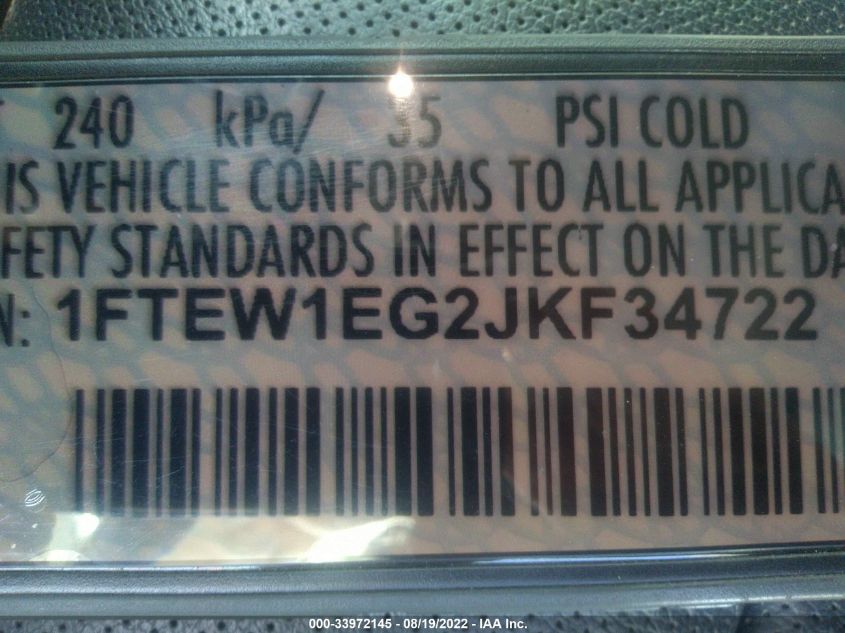 240 kPa/ 35 PSI COLD
IS VEHICLE CONFORMS TO ALL APPLICA
FETY STANDARDS IN EFFECT ON THE DA
N: 1FTEW1EG2JKF34722
000-33972145 - 08/19/2022 - IAA Inc.